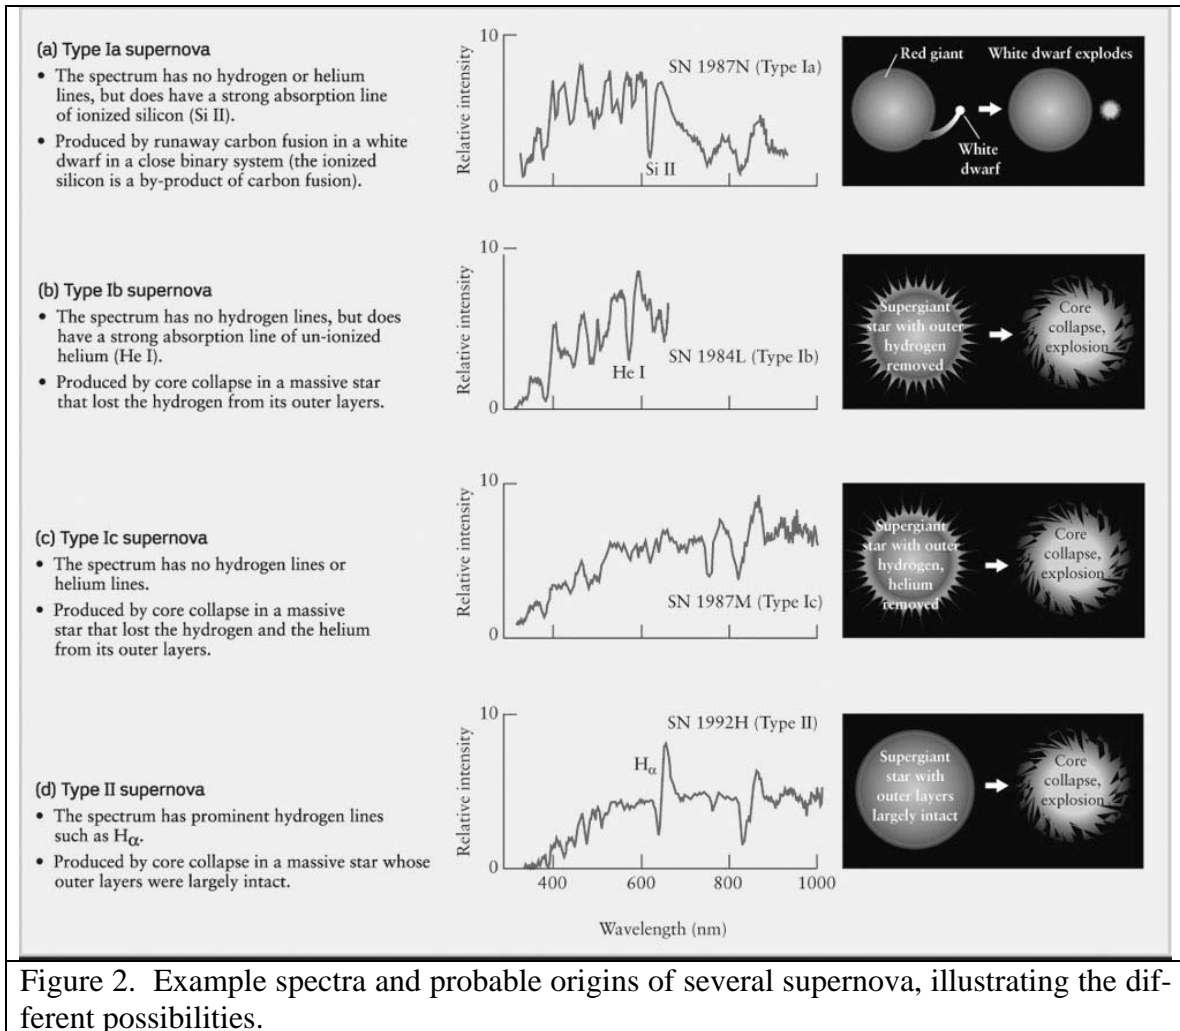 (a) Type Ia supernova
• The spectrum has no hydrogen or helium
lines, but does have a strong absorption line
of ionized silicon (Si II).
• Produced by runaway carbon fusion in a white
dwarf in a close binary system (the ionized
silicon is a by-product of carbon fusion).
10
Relative intensity
0
SN 1987N (Type Ia)
Si II
Red giant
White dwarf explodes
White
dwarf
(b) Type Ib supernova
• The spectrum has no hydrogen lines, but does
have a strong absorption line of un-ionized
helium (He I).
• Produced by core collapse in a massive star
that lost the hydrogen from its outer layers.
10
Relative intensity
0
SN 1984L (Type Ib)
He I
Supergiant
star with outer
hydrogen
removed
Core
collapse,
explosion
(c) Type Ic supernova
• The spectrum has no hydrogen lines or
helium lines.
• Produced by core collapse in a massive
star that lost the hydrogen and the helium
from its outer layers.
10
Relative intensity
0
SN 1987M (Type Ic)
Supergiant
star with outer
hydrogen,
helium
removed
Core
collapse,
explosion
(d) Type II supernova
• The spectrum has prominent hydrogen lines
such as Hα.
• Produced by core collapse in a massive star whose
outer layers were largely intact.
10
Relative intensity
0
SN 1992H (Type II)
Hα
400 600 800 1000
Wavelength (nm)
Supergiant
star with
outer layers
largely intact
Core
collapse,
explosion
Figure 2. Example spectra and probable origins of several supernova, illustrating the dif-
ferent possibilities.